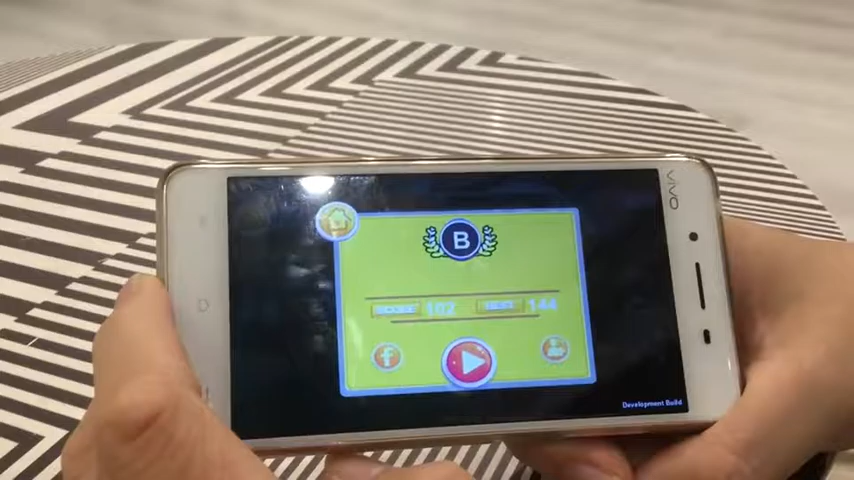 vivo
B
SCORE 102 BEST 144
f
Development Build